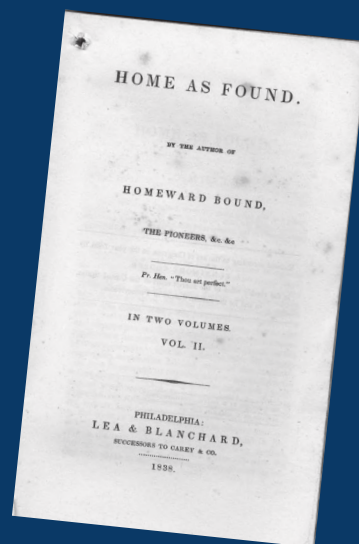 HOME AS FOUND.
BY THE AUTHOR OF
HOMEWARD BOUND,
THE PIONEERS, &c. &c
Pr. Hen. "Thou art perfect."
IN TWO VOLUMES.
VOL. II.
PHILADELPHIA:
LEA & BLANCHARD,
SUCCESSORS TO CAREY & CO.
1838.